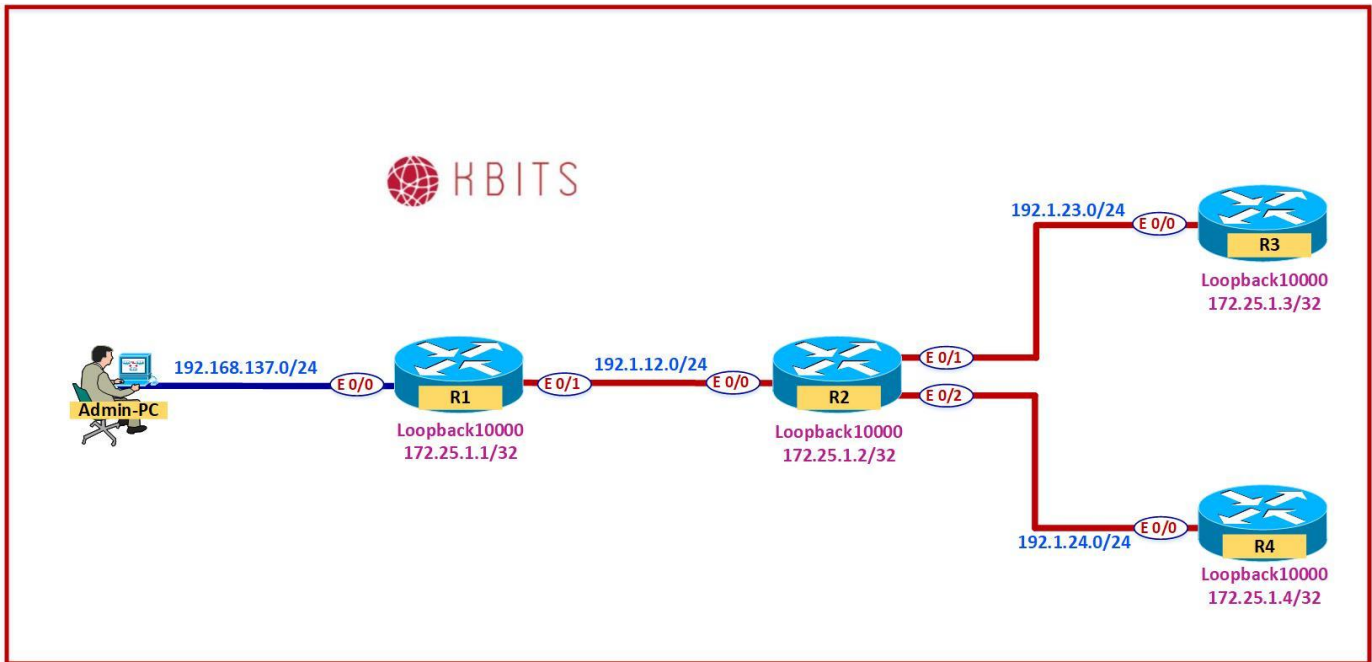 KBITS
192.1.23.0/24
E 0/0
R3
Loopback10000
172.25.1.3/32
192.168.137.0/24
E 0/0
Admin-PC
R1
E 0/1
Loopback10000
172.25.1.1/32
192.1.12.0/24
E 0/0
R2
E 0/1
E 0/2
Loopback10000
172.25.1.2/32
192.1.24.0/24
E 0/0
R4
Loopback10000
172.25.1.4/32